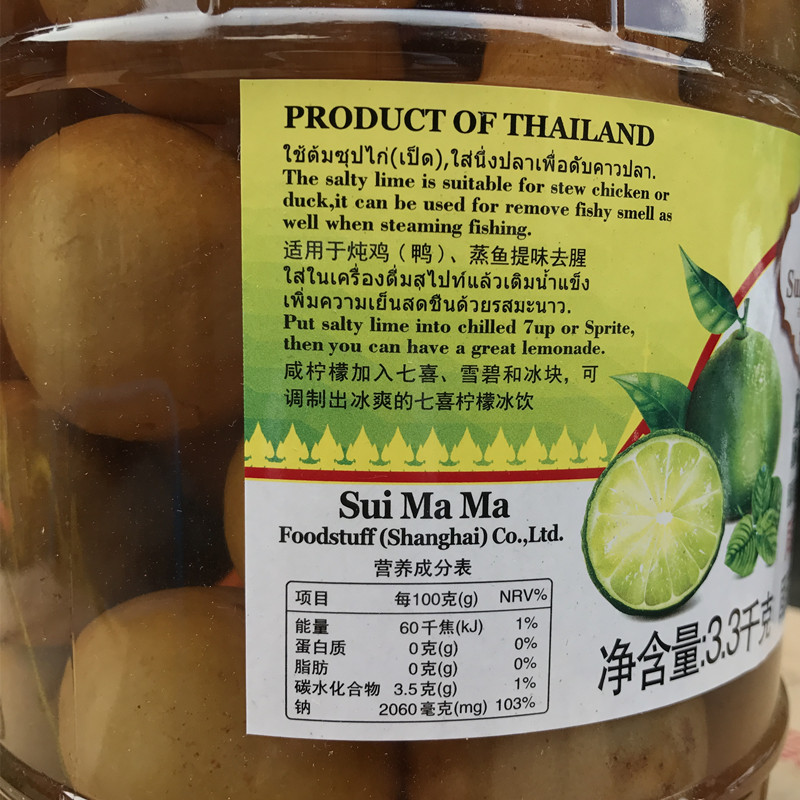 PRODUCT OF THAILAND
ใช้ต้มซุปไก่(เป็ด),ใส่นึ่งปลาเพื่อดับคาวปลา.
The salty lime is suitable for stew chicken or
duck,it can be used for remove fishy smell as
well when steaming fishing.
适用于炖鸡（鸭）、蒸鱼提味去腥
ใส่ในเครื่องดื่มสไปท์แล้วเติมน้ำแข็ง
เพิ่มความเย็นสดชื่นด้วยรสมะนาว.
Put salty lime into chilled 7up or Sprite,
then you can have a great lemonade.
咸柠檬加入七喜、雪碧和冰块，可
调制出冰爽的七喜柠檬冰饮
Sui Ma Ma
Foodstuff (Shanghai) Co.,Ltd.
营养成分表
项目 每100克(g) NRV%
能量 60千焦(kJ) 1%
蛋白质 0克(g) 0%
脂肪 0克(g) 0%
碳水化合物 3.5克(g) 1%
钠 2060毫克(mg) 103%
净含量:3.3千克